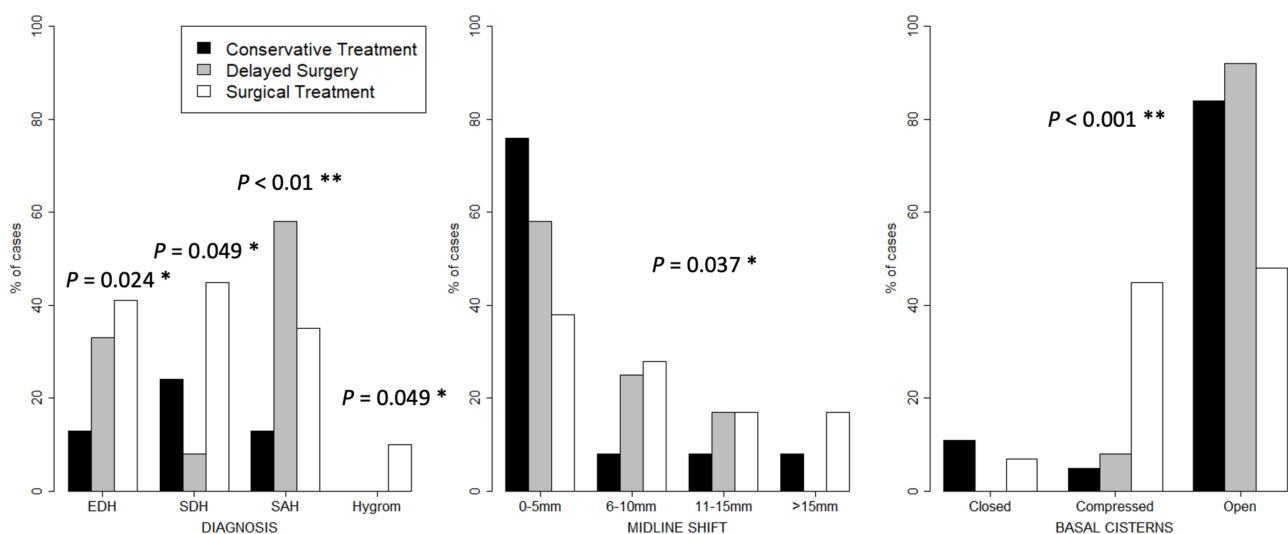 100
80
60
40
20
0
% of cases
Conservative Treatment
Delayed Surgery
Surgical Treatment
P < 0.01 **
P = 0.049 *
P = 0.024 *
P = 0.049 *
EDH SDH SAH Hygrom
DIAGNOSIS
100
80
60
40
20
0
% of cases
P = 0.037 *
0-5mm 6-10mm 11-15mm >15mm
MIDLINE SHIFT
100
80
60
40
20
0
% of cases
P < 0.001 **
Closed Compressed Open
BASAL CISTERNS